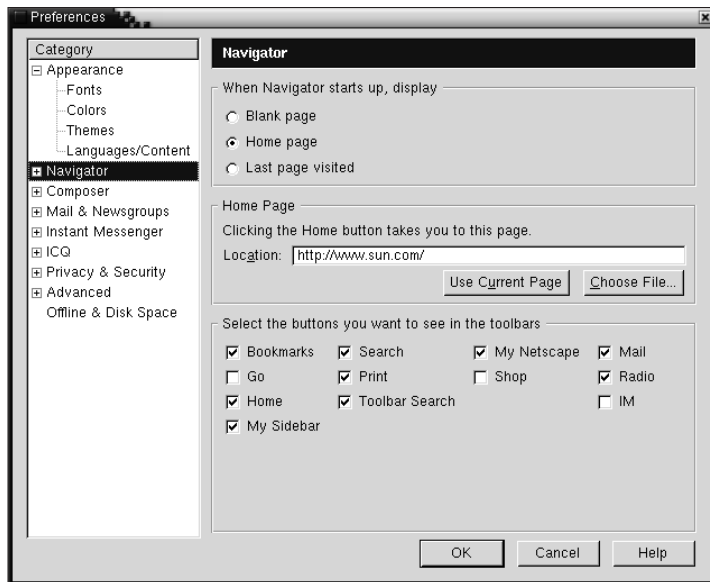 Preferences
Category
Appearance
Fonts
Colors
Themes
Languages/Content
Navigator
Composer
Mail & Newsgroups
Instant Messenger
ICQ
Privacy & Security
Advanced
Offline & Disk Space
Navigator
When Navigator starts up, display
Blank page
Home page
Last page visited
Home Page
Clicking the Home button takes you to this page.
Location: http://www.sun.com/
Use Current Page Choose File...
Select the buttons you want to see in the toolbars
Bookmarks Search My Netscape Mail
Go Print Shop Radio
Home Toolbar Search IM
My Sidebar
OK Cancel Help